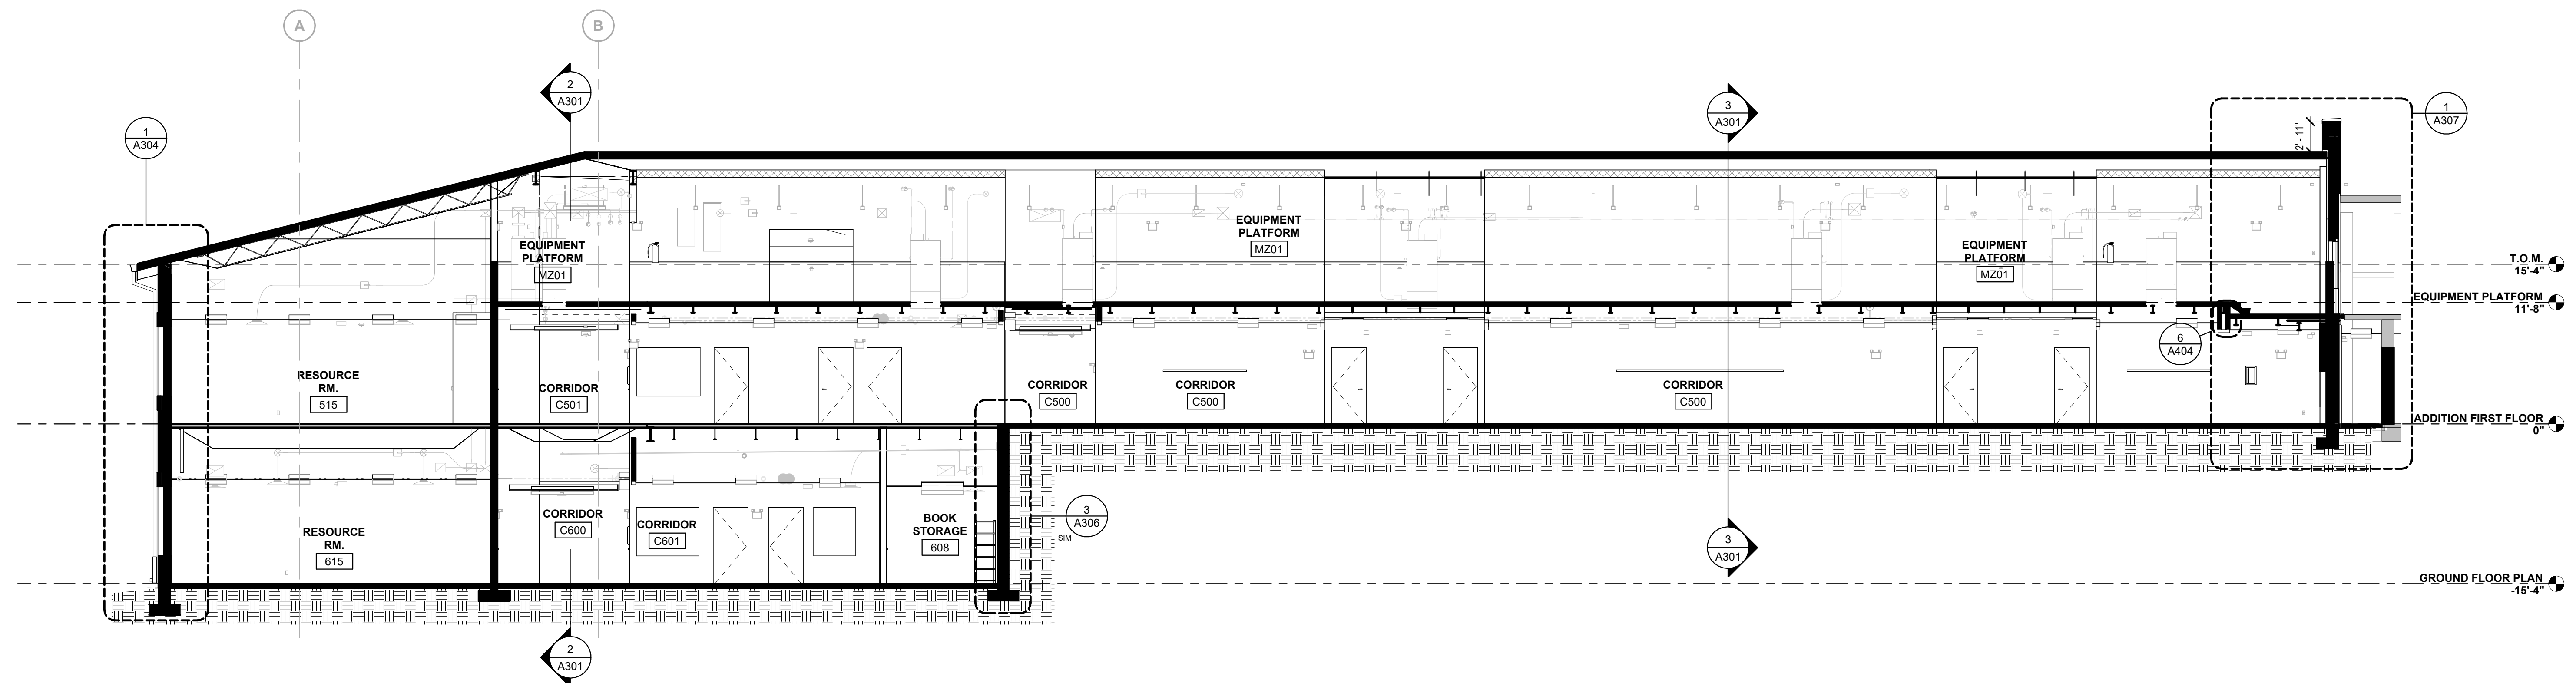 A
B
2
A301
3
A301
1
A307
1
A304
2' - 11"
EQUIPMENT
PLATFORM
MZ01
EQUIPMENT
PLATFORM
MZ01
EQUIPMENT
PLATFORM
MZ01
T.O.M.
15'-4"
EQUIPMENT PLATFORM
11'-8"
6
A404
RESOURCE
RM.
515
CORRIDOR
C501
CORRIDOR
C500
CORRIDOR
C500
CORRIDOR
C500
ADDITION FIRST FLOOR
0"
RESOURCE
RM.
615
CORRIDOR
C600
CORRIDOR
C601
BOOK
STORAGE
608
3
A306
SIM
3
A301
GROUND FLOOR PLAN
-15'-4"
2
A301